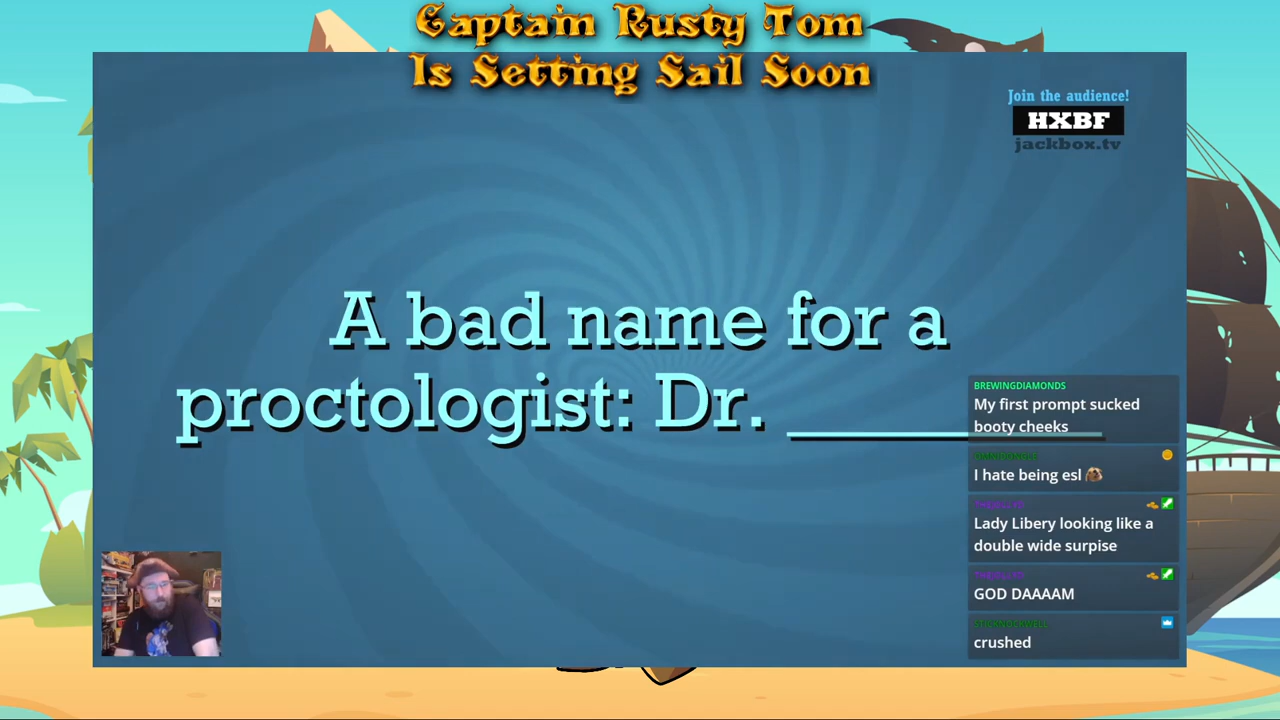 Captain Rusty Tom
Is Setting Sail Soon
Join the audience!
HXBF
jackbox.tv
A bad name for a
proctologist: Dr. ________
BREWINGDIAMONDS
My first prompt sucked
booty cheeks
I hate being esl
Lady Libery looking like a
double wide surpise
GOD DAAAAM
crushed